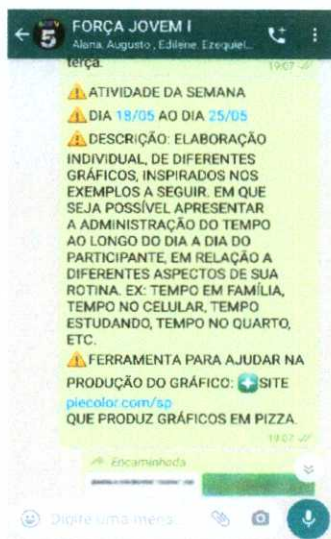 FORÇA JOVEM I
Alana, Augusto, Edilene, Ezequiel...
terça.
19:07
⚠ATIVIDADE DA SEMANA
⚠DIA 18/05 AO DIA 25/05
⚠DESCRIÇÃO: ELABORAÇÃO
INDIVIDUAL, DE DIFERENTES
GRÁFICOS, INSPIRADOS NOS
EXEMPLOS A SEGUIR. EM QUE
SEJA POSSÍVEL APRESENTAR
A ADMINISTRAÇÃO DO TEMPO
AO LONGO DO DIA A DIA DO
PARTICIPANTE, EM RELAÇÃO A
DIFERENTES ASPECTOS DE SUA
ROTINA. EX: TEMPO EM FAMÍLIA,
TEMPO NO CELULAR, TEMPO
ESTUDANDO, TEMPO NO QUARTO,
ETC.
⚠FERRAMENTA PARA AJUDAR NA
PRODUÇÃO DO GRÁFICO: SITE
piecolor.com/sp
QUE PRODUZ GRÁFICOS EM PIZZA.
19:07
Encaminhada
Digite uma mens